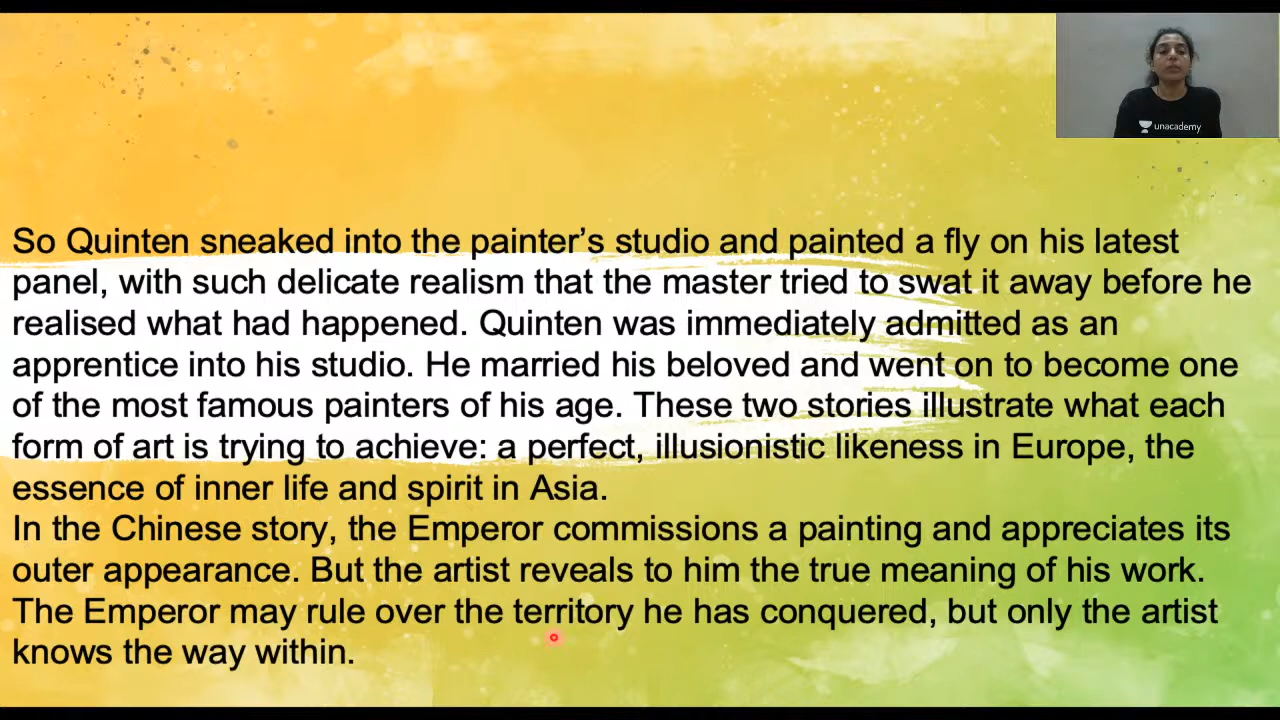 unacademy
So Quinten sneaked into the painter’s studio and painted a fly on his latest
panel, with such delicate realism that the master tried to swat it away before he
realised what had happened. Quinten was immediately admitted as an
apprentice into his studio. He married his beloved and went on to become one
of the most famous painters of his age. These two stories illustrate what each
form of art is trying to achieve: a perfect, illusionistic likeness in Europe, the
essence of inner life and spirit in Asia.
In the Chinese story, the Emperor commissions a painting and appreciates its
outer appearance. But the artist reveals to him the true meaning of his work.
The Emperor may rule over the territory he has conquered, but only the artist
knows the way within.